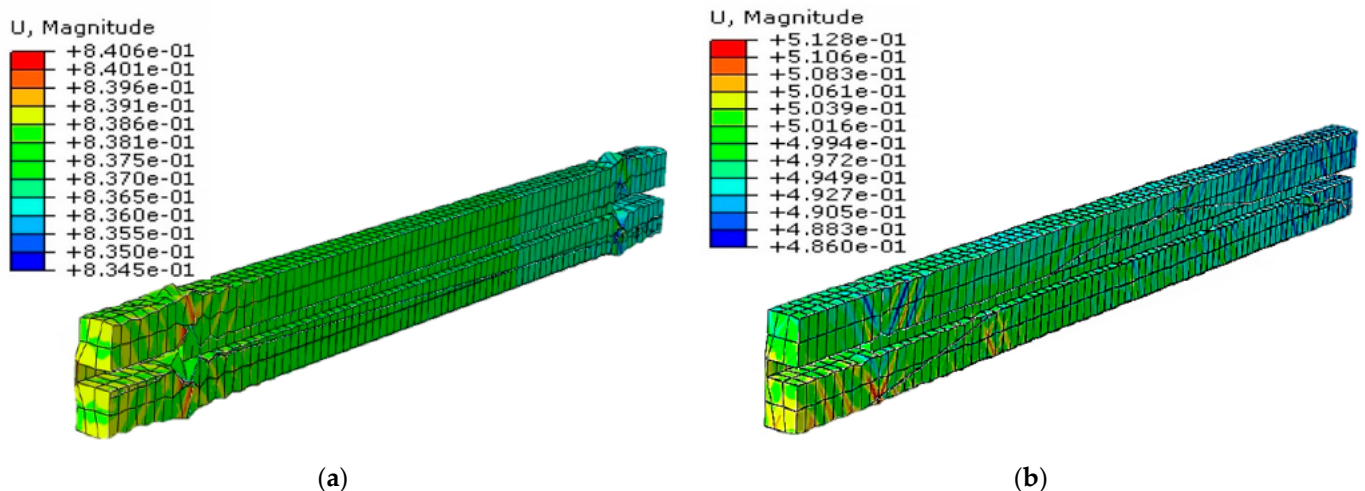 U, Magnitude
+8.406e-01
+8.401e-01
+8.396e-01
+8.391e-01
+8.386e-01
+8.381e-01
+8.375e-01
+8.370e-01
+8.365e-01
+8.360e-01
+8.355e-01
+8.350e-01
+8.345e-01
U, Magnitude
+5.128e-01
+5.106e-01
+5.083e-01
+5.061e-01
+5.039e-01
+5.016e-01
+4.994e-01
+4.972e-01
+4.949e-01
+4.927e-01
+4.905e-01
+4.883e-01
+4.860e-01
(a)
(b)